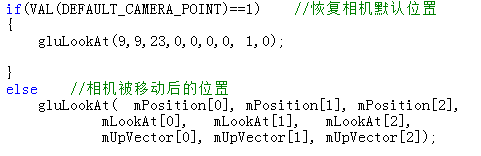 if(VAL(DEFAULT_CAMERA_POINT)==1) //恢复相机默认位置
{
gluLookAt(9,9,23,0,0,0,0, 1,0);
}
else //相机被移动后的位置
gluLookAt( mPosition[0], mPosition[1], mPosition[2],
mLookAt[0], mLookAt[1], mLookAt[2],
mUpVector[0], mUpVector[1], mUpVector[2]);